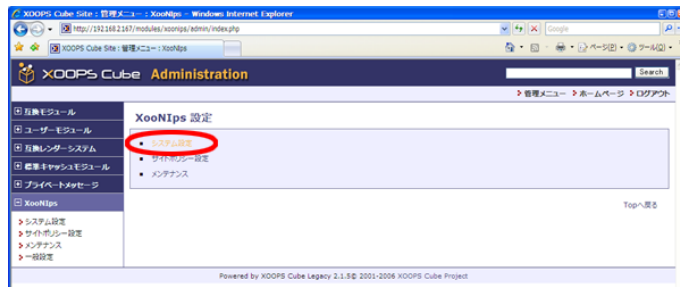 XOOPS Cube Site : 管理メニュー : XooNIps - Windows Internet Explorer
http://192.168.2.167/modules/xoonips/admin/index.php
Google
XOOPS Cube Site : 管理メニュー : XooNIps
ページ(P)
ツール(O)
XOOPS Cube Administration
Search
管理メニュー ホームページ ログアウト
互換モジュール
ユーザーモジュール
互換レンダーシステム
標準キャッシュモジュール
プライベートメッセージ
XooNIps
システム設定
サイトポリシー設定
メンテナンス
一般設定
XooNIps 設定
システム設定
サイトポリシー設定
メンテナンス
Topへ戻る
Powered by XOOPS Cube Legacy 2.1.5© 2001-2006 XOOPS Cube Project